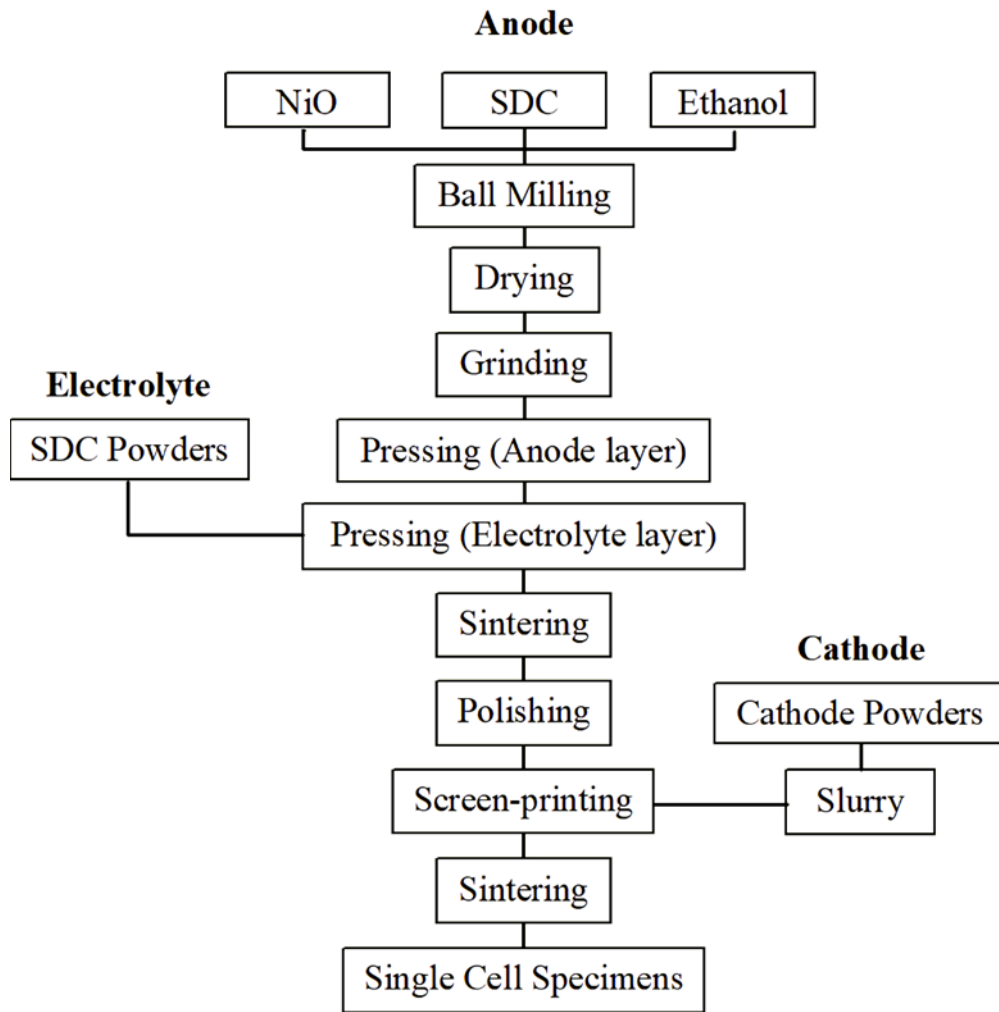 Anode
NiO
SDC
Ethanol
Ball Milling
Drying
Grinding
Electrolyte
SDC Powders
Pressing (Anode layer)
Pressing (Electrolyte layer)
Sintering
Cathode
Polishing
Cathode Powders
Screen-printing
Slurry
Sintering
Single Cell Specimens